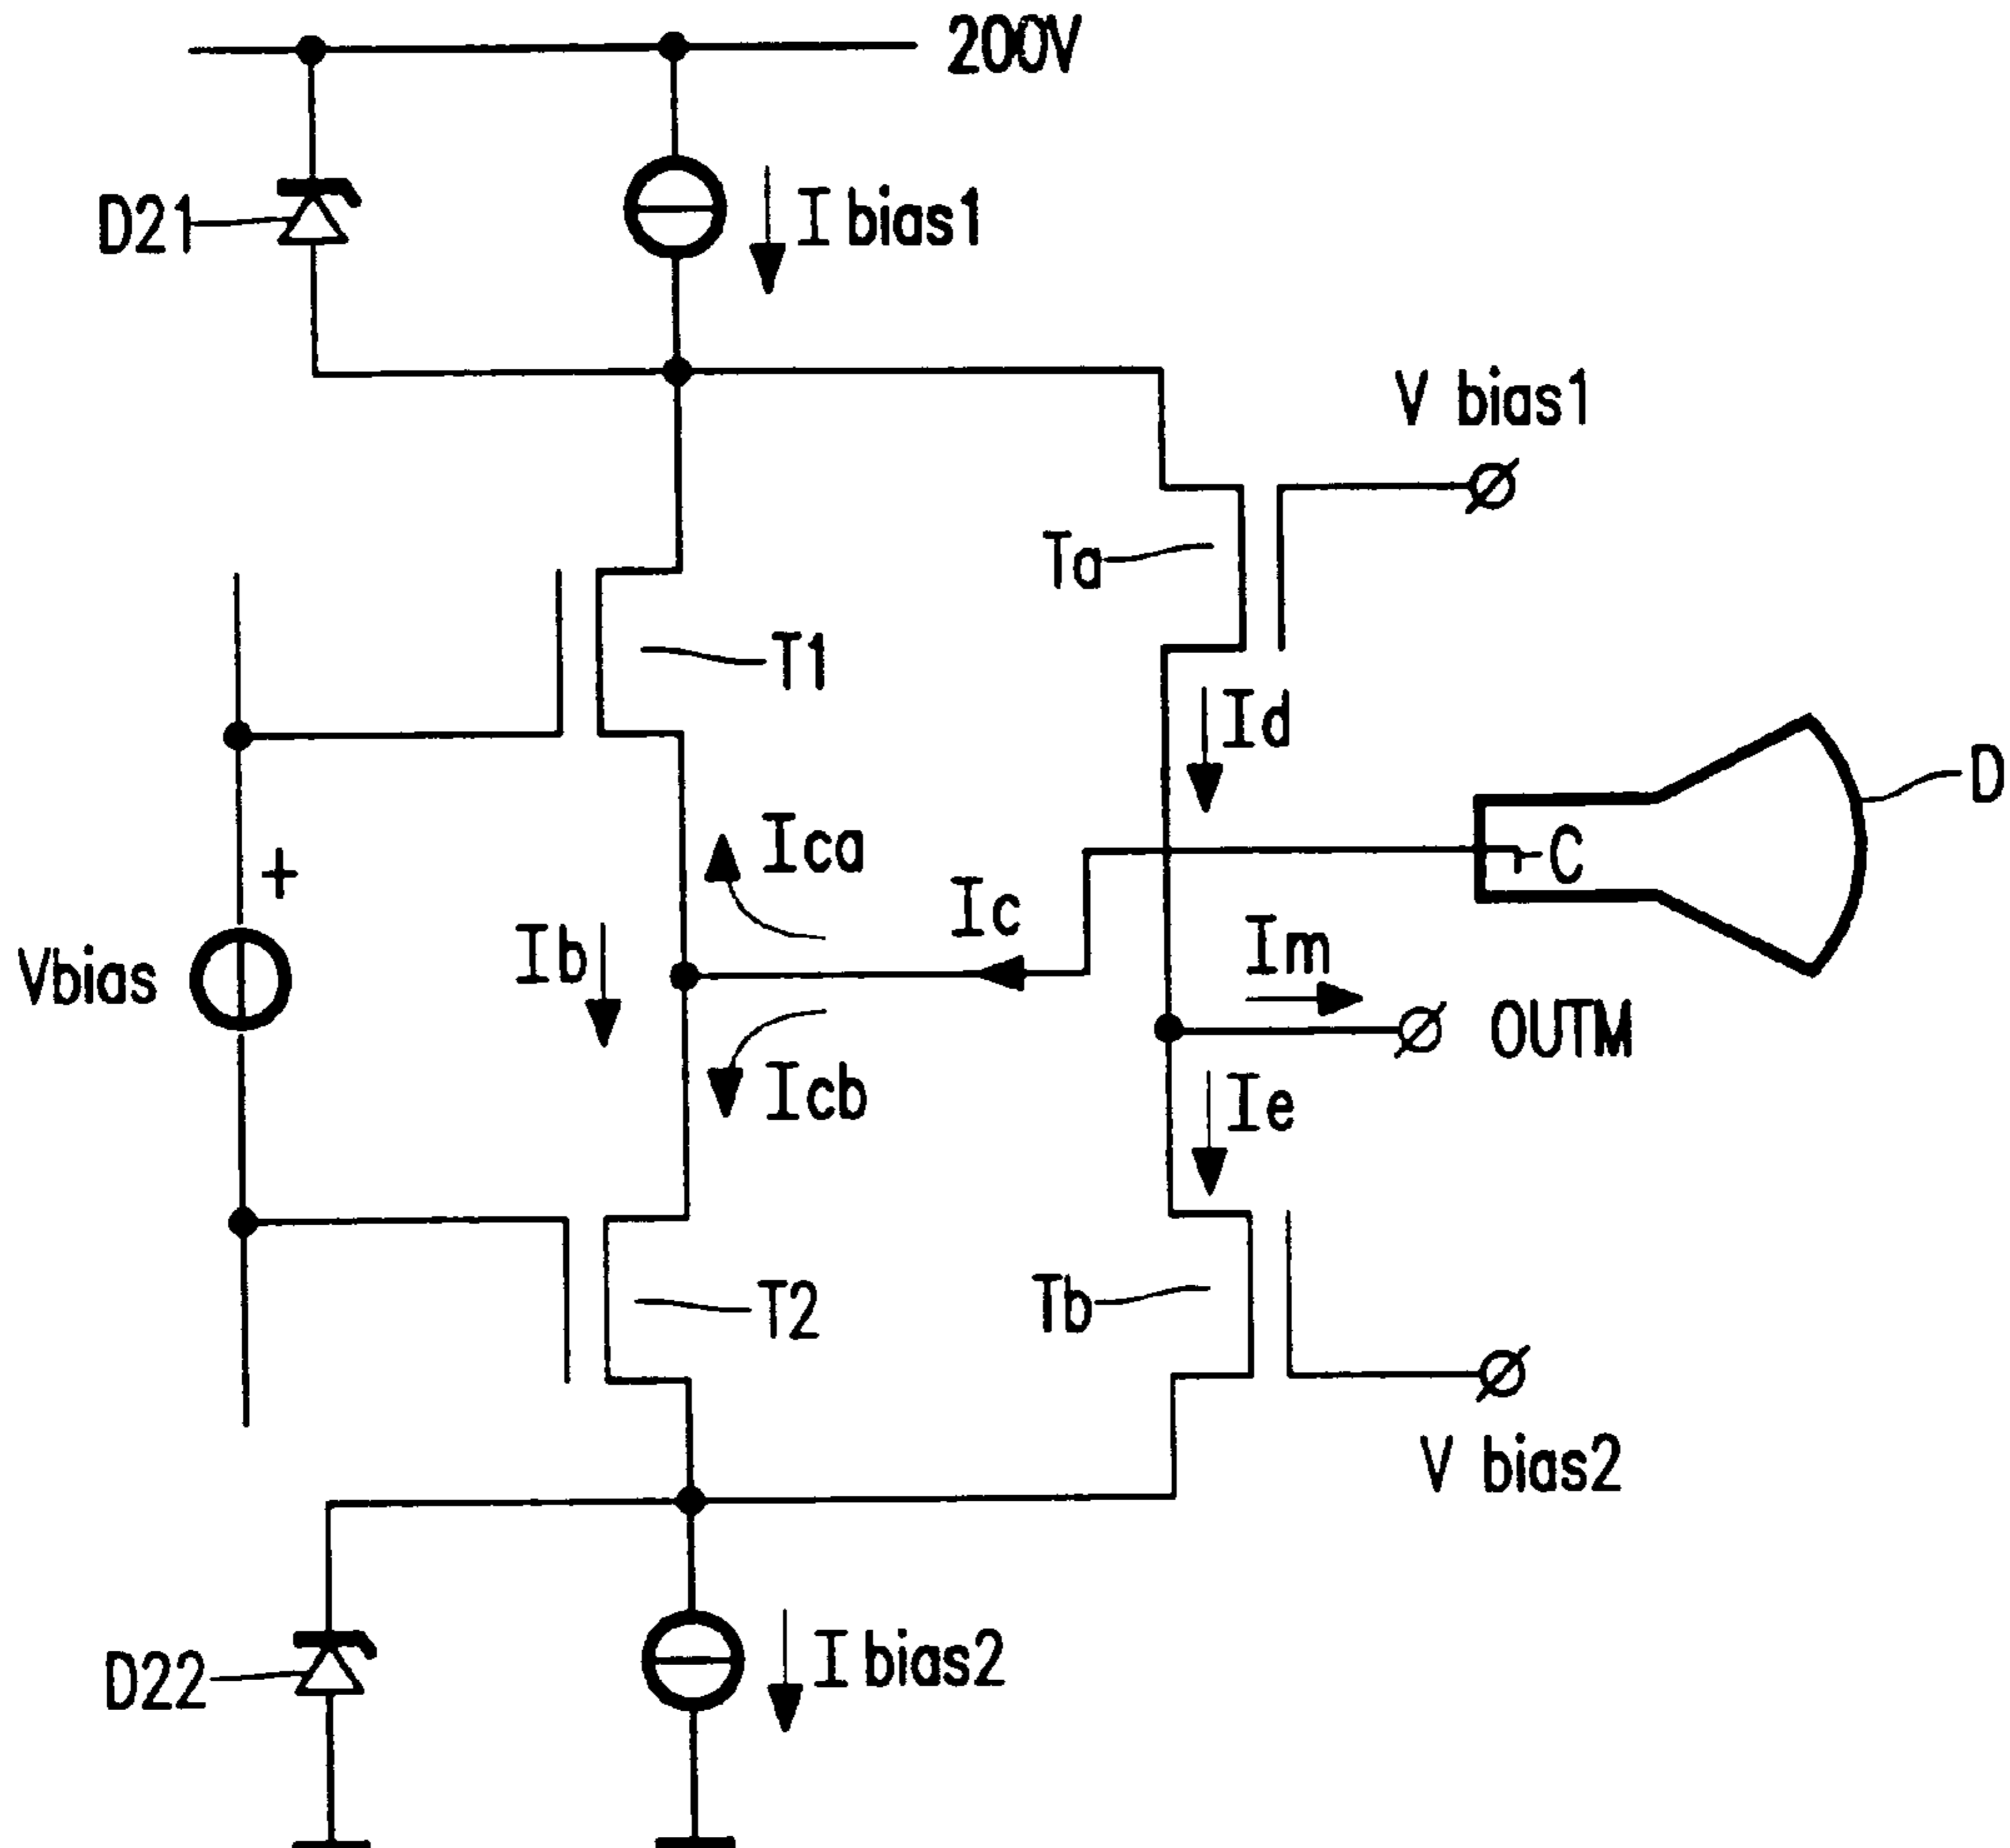 200V
D21
I bias1
V bias1
Ta
T1
Id
D
Ica
C
Ic
+
Ib
Im
Vbias
OUTM
Icb
Ie
T2
Tb
V bias2
D22
I bias2